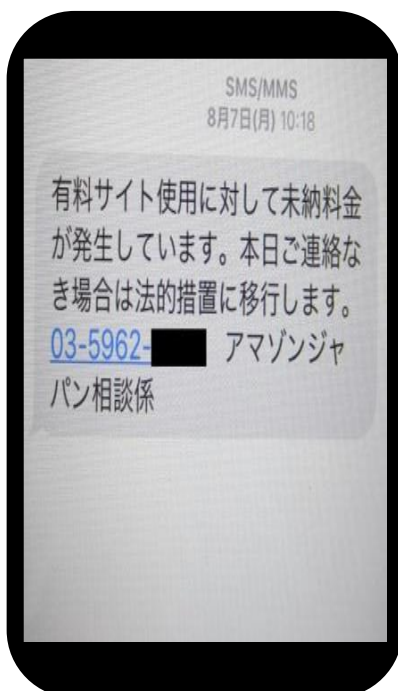 SMS/MMS
8月7日(月) 10:18
有料サイト使用に対して未納料金
が発生しています。本日ご連絡な
き場合は法的措置に移行します。
03-5962- アマゾンジャ
パン相談係